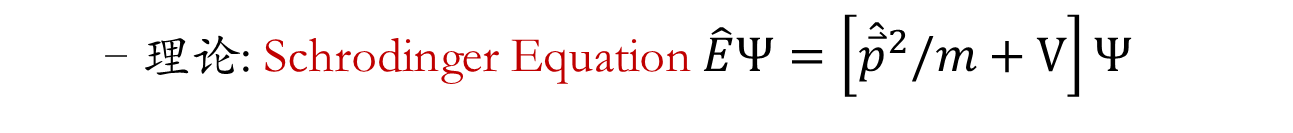 – 理论: Schrodinger Equation ÊΨ = [p̂⃗²/m + V] Ψ